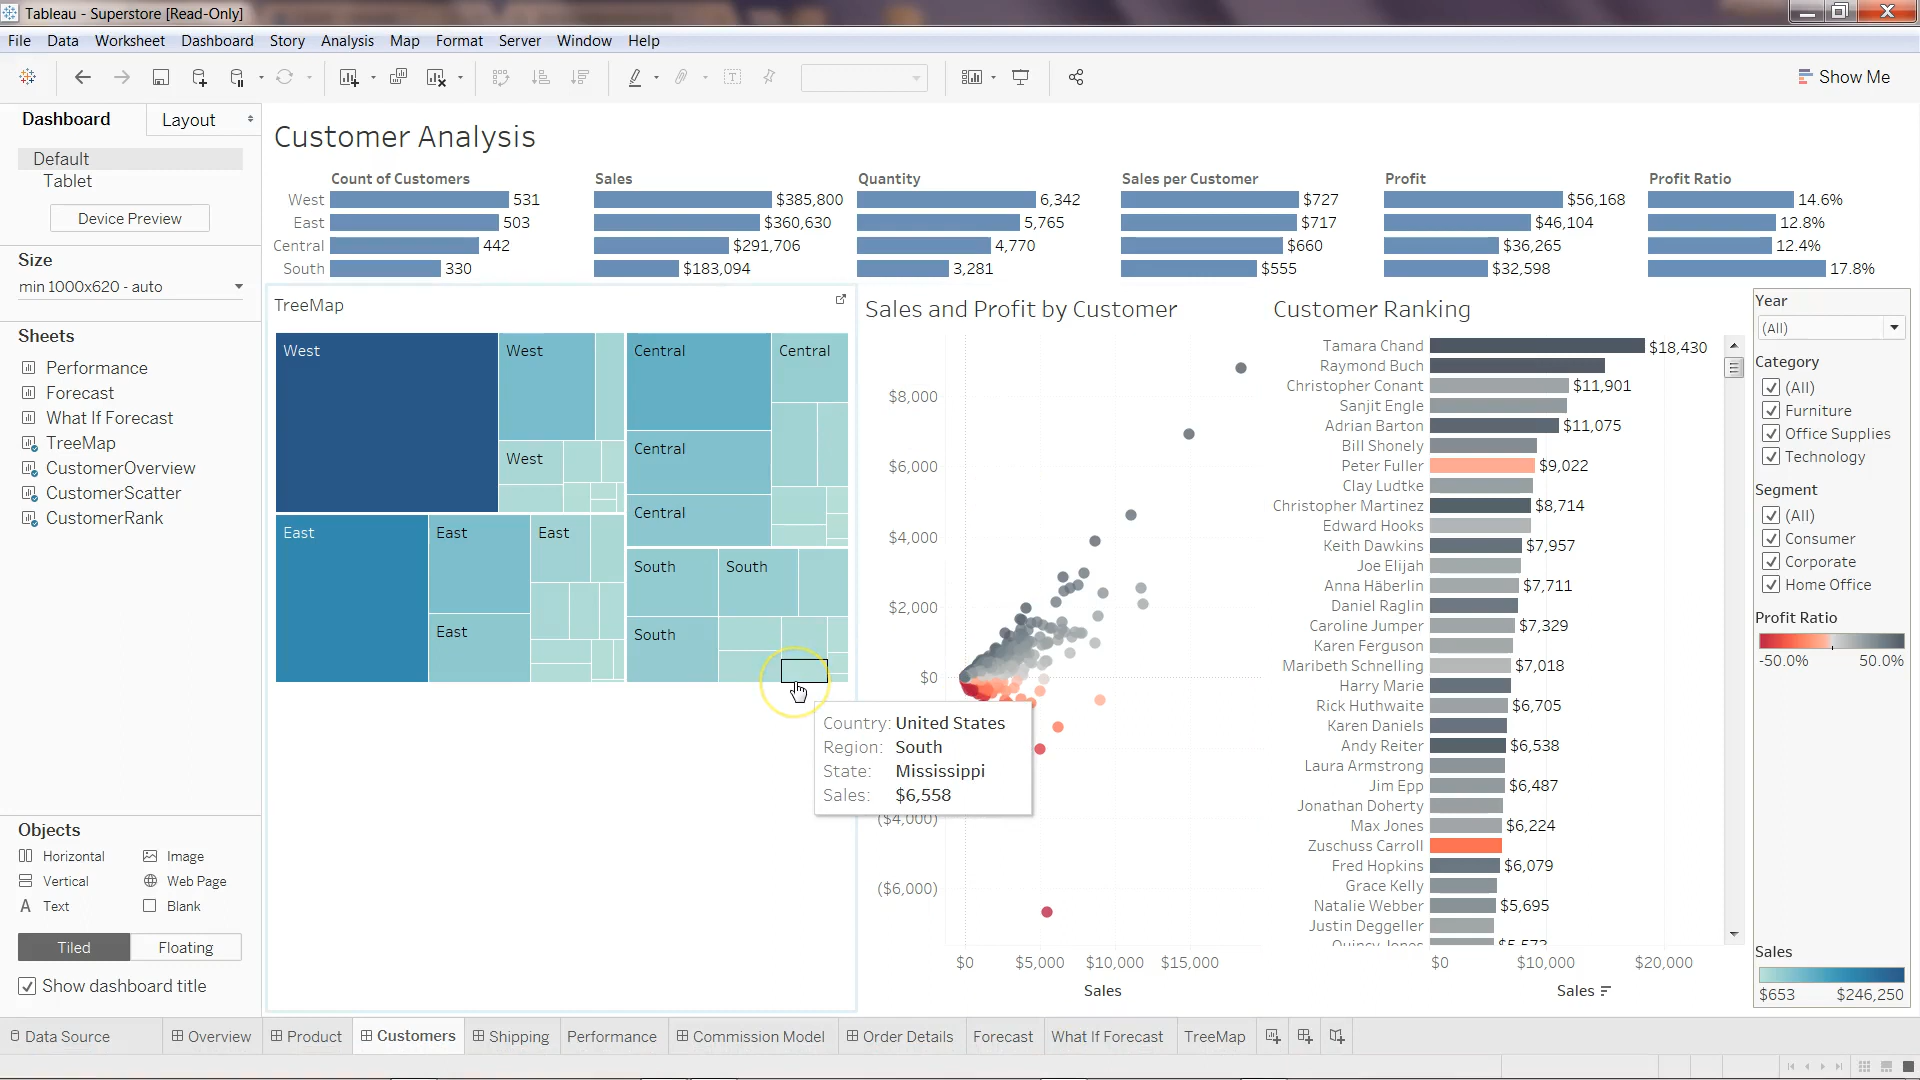 Tableau - Superstore [Read-Only]
File Data Worksheet Dashboard Story Analysis Map Format Server Window Help
Show Me
Dashboard
Layout
Default
Tablet
Device Preview
Size
min 1000x620 - auto
Sheets
Performance
Forecast
What If Forecast
TreeMap
CustomerOverview
CustomerScatter
CustomerRank
Objects
Horizontal Image
Vertical Web Page
A Text Blank
Tiled Floating
Show dashboard title
Customer Analysis
Count of Customers Sales Quantity Sales per Customer Profit Profit Ratio
West 531 $385,800 6,342 $727 $56,168 14.6%
East 503 $360,630 5,765 $717 $46,104 12.8%
Central 442 $291,706 4,770 $660 $36,265 12.4%
South 330 $183,094 3,281 $555 $32,598 17.8%
TreeMap
West West Central Central
Central
West
Central
East East East
South South
East South
Country: United States
Region: South
State: Mississippi
Sales: $6,558
Sales and Profit by Customer
$8,000
$6,000
$4,000
$2,000
$0
($4,000)
($6,000)
$0 $5,000 $10,000 $15,000
Sales
Customer Ranking
Tamara Chand $18,430
Raymond Buch
Christopher Conant $11,901
Sanjit Engle
Adrian Barton $11,075
Bill Shonely
Peter Fuller $9,022
Clay Ludtke
Christopher Martinez $8,714
Edward Hooks
Keith Dawkins $7,957
Joe Elijah
Anna Häberlin $7,711
Daniel Raglin
Caroline Jumper $7,329
Karen Ferguson
Maribeth Schnelling $7,018
Harry Marie
Rick Huthwaite $6,705
Karen Daniels
Andy Reiter $6,538
Laura Armstrong
Jim Epp $6,487
Jonathan Doherty
Max Jones $6,224
Zuschuss Carroll
Fred Hopkins $6,079
Grace Kelly
Natalie Webber $5,695
Justin Deggeller
Quincy Jones $5,573
$0 $10,000 $20,000
Sales
Year
(All)
Category
(All)
Furniture
Office Supplies
Technology
Segment
(All)
Consumer
Corporate
Home Office
Profit Ratio
-50.0% 50.0%
Sales
$653 $246,250
Data Source Overview Product Customers Shipping Performance Commission Model Order Details Forecast What If Forecast TreeMap